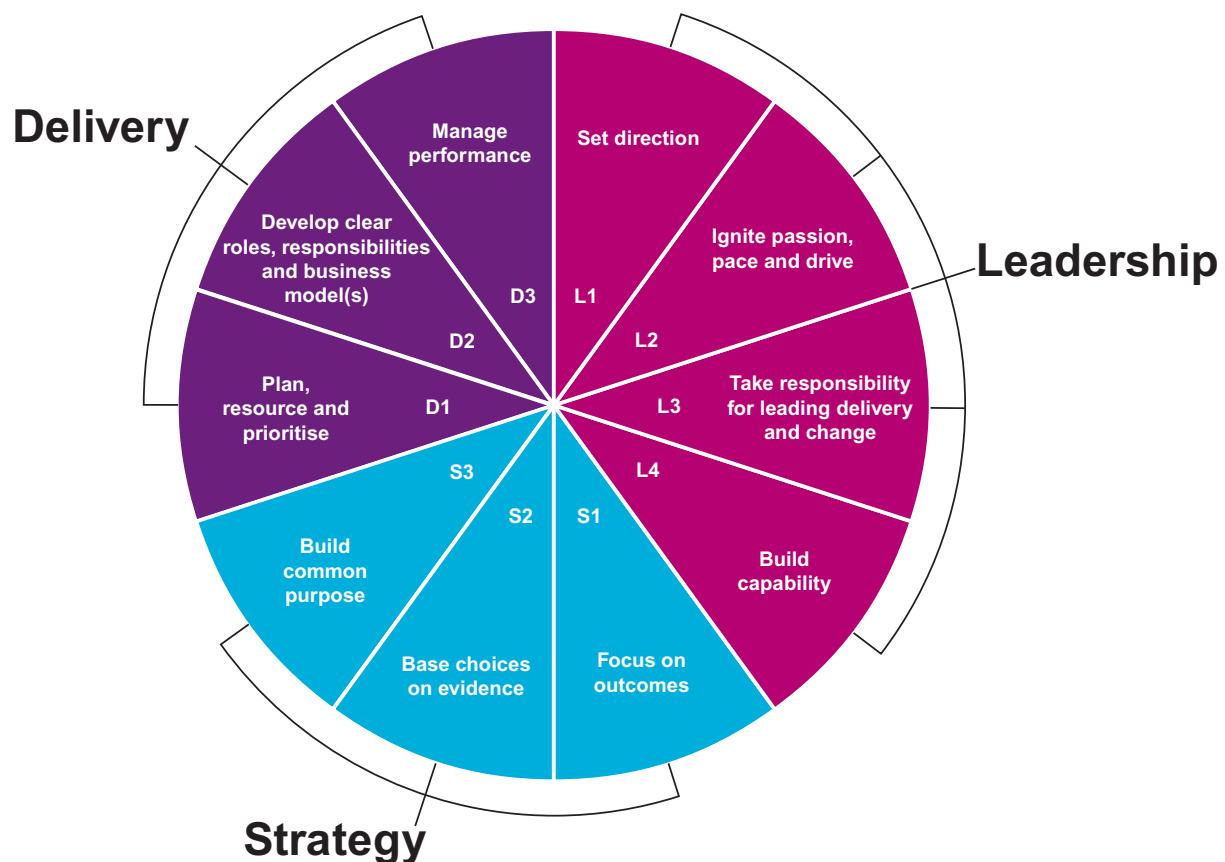 Delivery
Manage
performance
Set direction
Develop clear
roles, responsibilities
and business
model(s)
Ignite passion,
pace and drive
Leadership
D3
L1
D2
L2
Plan,
resource and
prioritise
D1
L3
Take responsibility
for leading delivery
and change
S3
L4
S2
S1
Build
common
purpose
Build
capability
Base choices
on evidence
Focus on
outcomes
Strategy